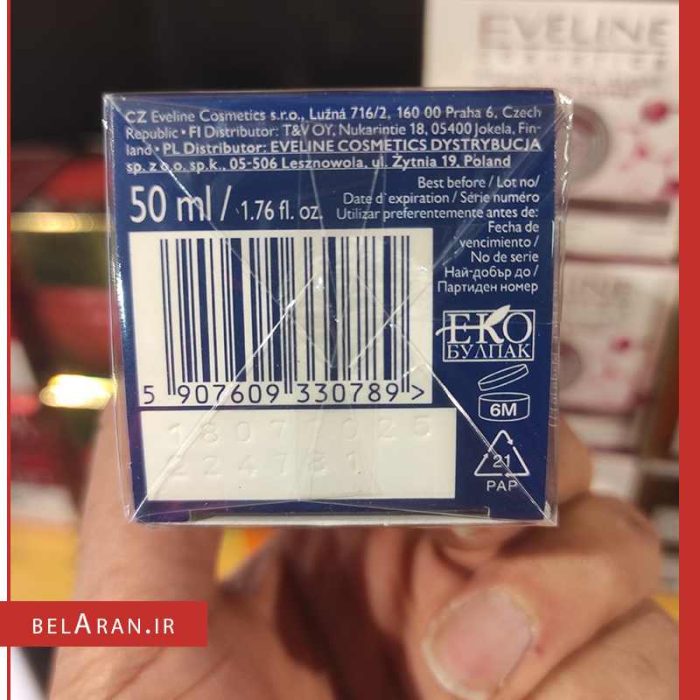 EVELINE
CZ Eveline Cosmetics s.r.o., Lužná 716/2, 160 00 Praha 6, Czech
Republic • FI Distributor: T&V OY, Nukarintie 18, 05400 Jokela, Fin-
land • PL Distributor: EVELINE COSMETICS DYSTRYBUCJA
sp. z o.o. sp.k., 05-506 Lesznowola, ul. Żytnia 19, Poland
50 ml / 1.76 fl. oz.
Best before / Lot no/
Date d'expiration / Série numéro
Utilizar preferentemente antes de:
Fecha de
vencimiento /
No de serie
Най-добър до /
Партиден номер
ЕКО
БУЛПАК
5 907609 330789 >
6M
21
PAP
224781
BELARAN.IR